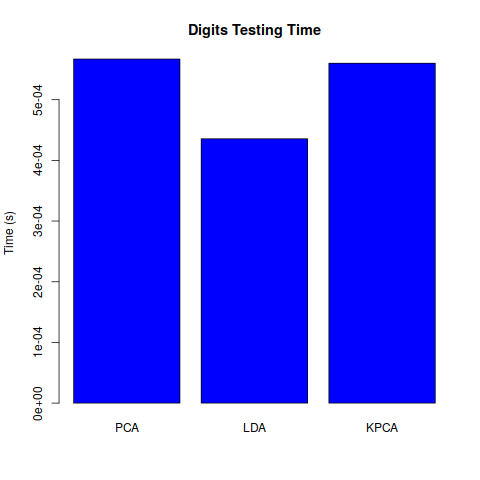 Digits Testing Time
Time (s)
5e-04
4e-04
3e-04
2e-04
1e-04
0e+00
PCA LDA KPCA